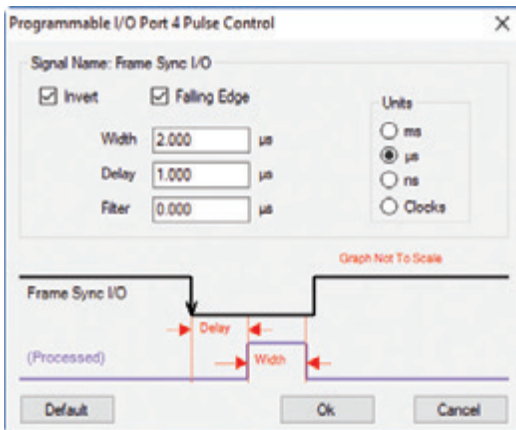 Programmable I/O Port 4 Pulse Control
Signal Name: Frame Sync I/O
Invert
Falling Edge
Width 2.000 µs
Delay 1.000 µs
Filter 0.000 µs
Units
ms
µs
ns
Clocks
Graph Not To Scale
Frame Sync I/O
Delay
(Processed)
Width
Default
Ok
Cancel